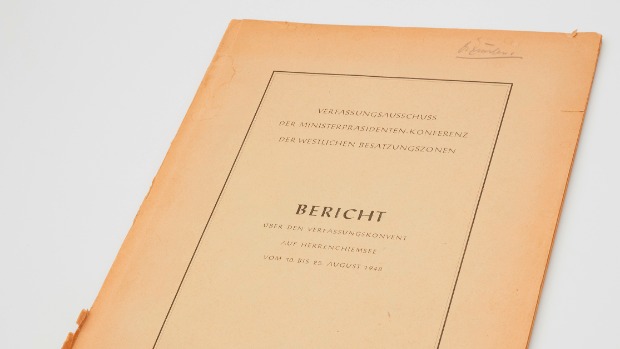 VERFASSUNGSAUSSCHUSS
DER MINISTERPRÄSIDENTEN-KONFERENZ
DER WESTLICHEN BESATZUNGSZONEN
BERICHT
ÜBER DEN VERFASSUNGSKONVENT
AUF HERRENCHIEMSEE
VOM 10. BIS 23. AUGUST 1948